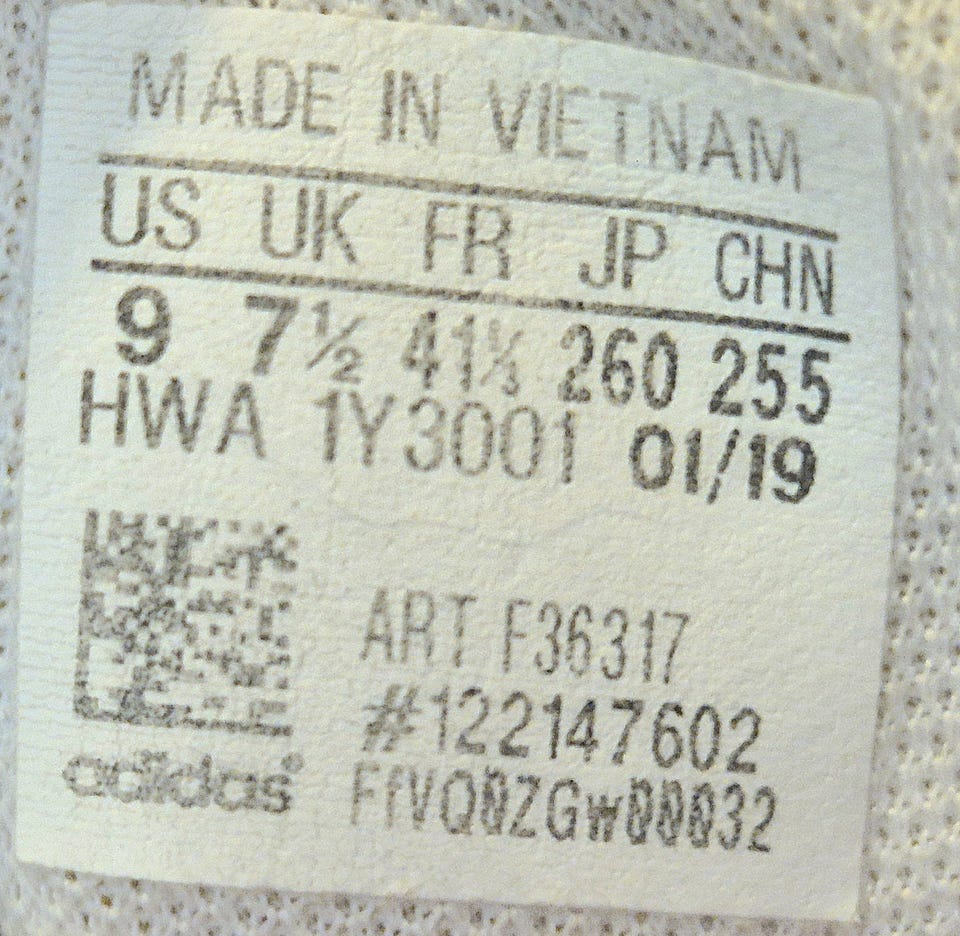 MADE IN VIETNAM
US UK FR JP CHN
9 7½ 41⅓ 260 255
HWA 1Y3001 01/19
ART F36317
#122147602
FfVQ0ZGw00032
adidas